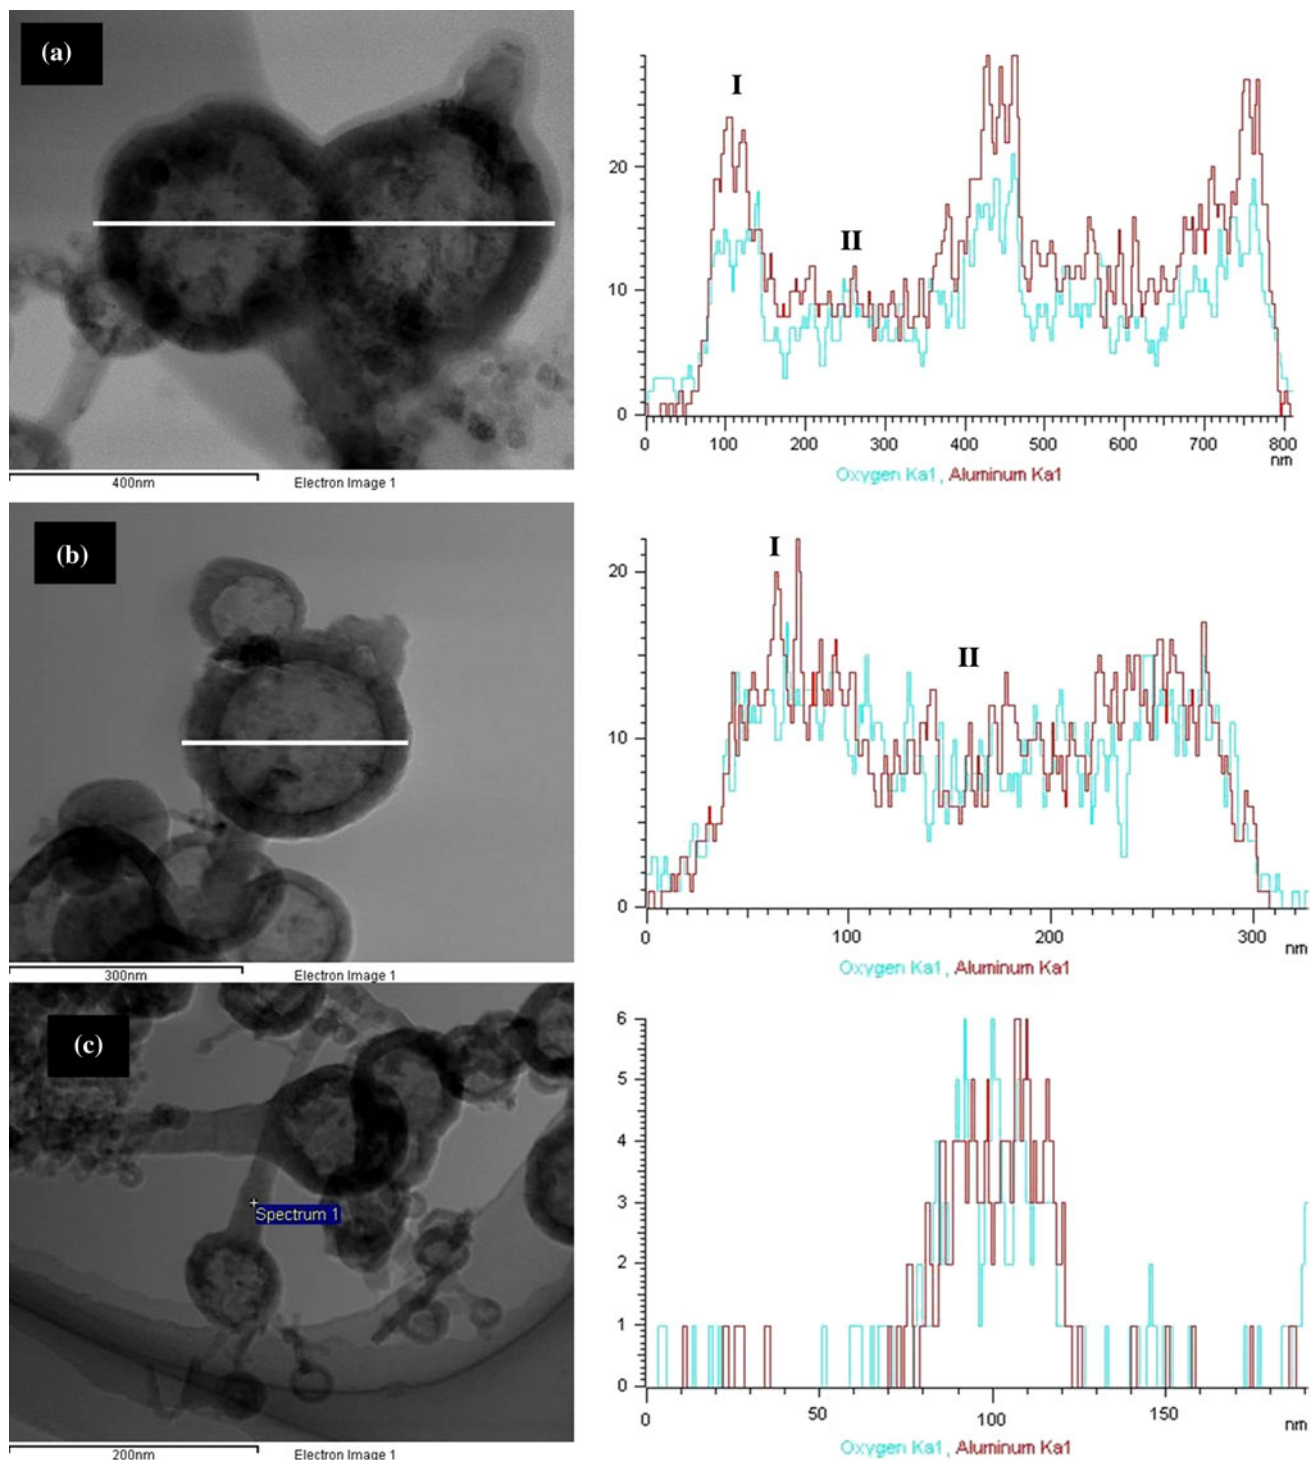 (a)
400nm
Electron Image 1
I
II
20
10
0
0 100 200 300 400 500 600 700 800
nm
Oxygen Ka1, Aluminum Ka1
(b)
300nm
Electron Image 1
I
II
20
10
0
0 100 200 300
nm
Oxygen Ka1, Aluminum Ka1
(c)
Spectrum 1
200nm
Electron Image 1
6
5
4
3
2
1
0
0 50 100 150
nm
Oxygen Ka1, Aluminum Ka1